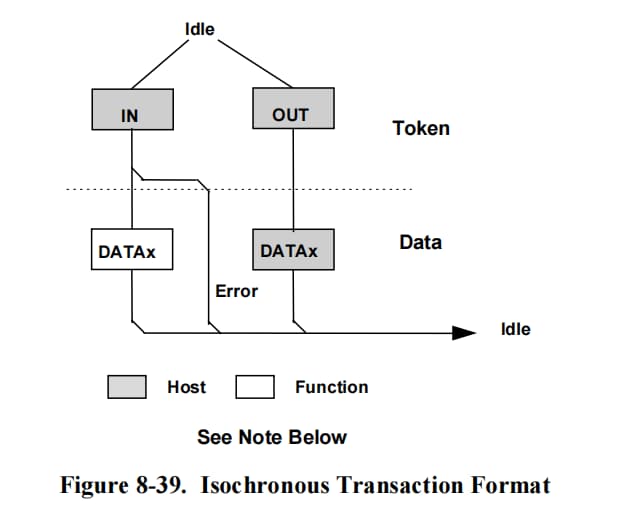 Idle
IN
OUT
Token
DATAx
DATAx
Data
Error
Idle
Host
Function
See Note Below
Figure 8-39. Isochronous Transaction Format